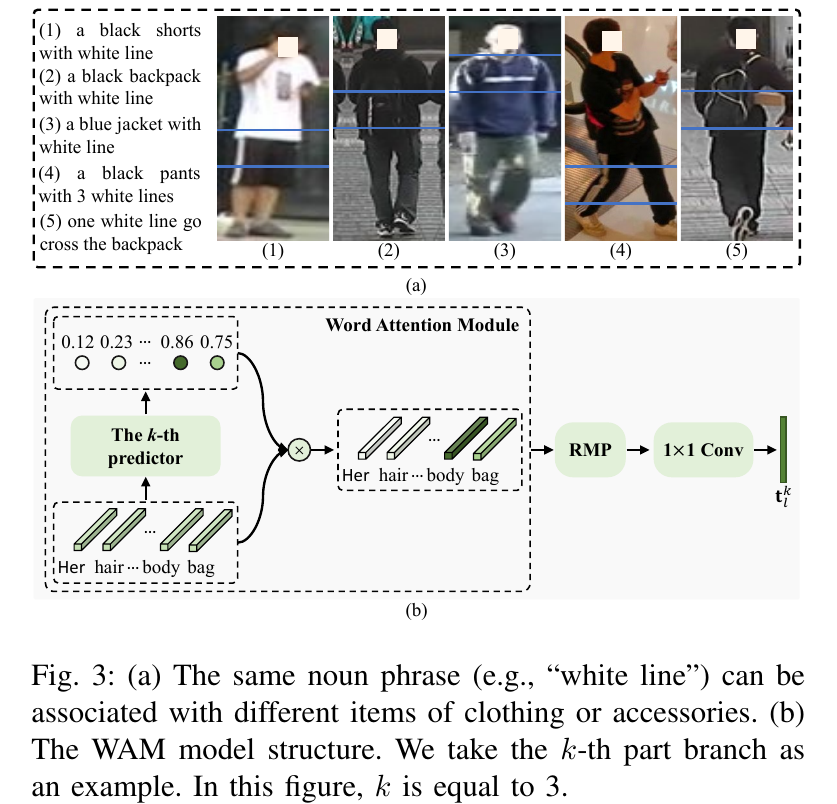 (1) a black shorts
with white line
(2) a black backpack
with white line
(3) a blue jacket with
white line
(4) a black pants
with 3 white lines
(5) one white line go
cross the backpack
(1) (2) (3) (4) (5)
(a)
Word Attention Module
0.12 0.23 ··· 0.86 0.75
···
The k-th
predictor
···
Her hair ··· body bag
×
···
Her hair ··· body bag
RMP
1×1 Conv
t_l^k
(b)
Fig. 3: (a) The same noun phrase (e.g., “white line”) can be
associated with different items of clothing or accessories. (b)
The WAM model structure. We take the k-th part branch as
an example. In this figure, k is equal to 3.